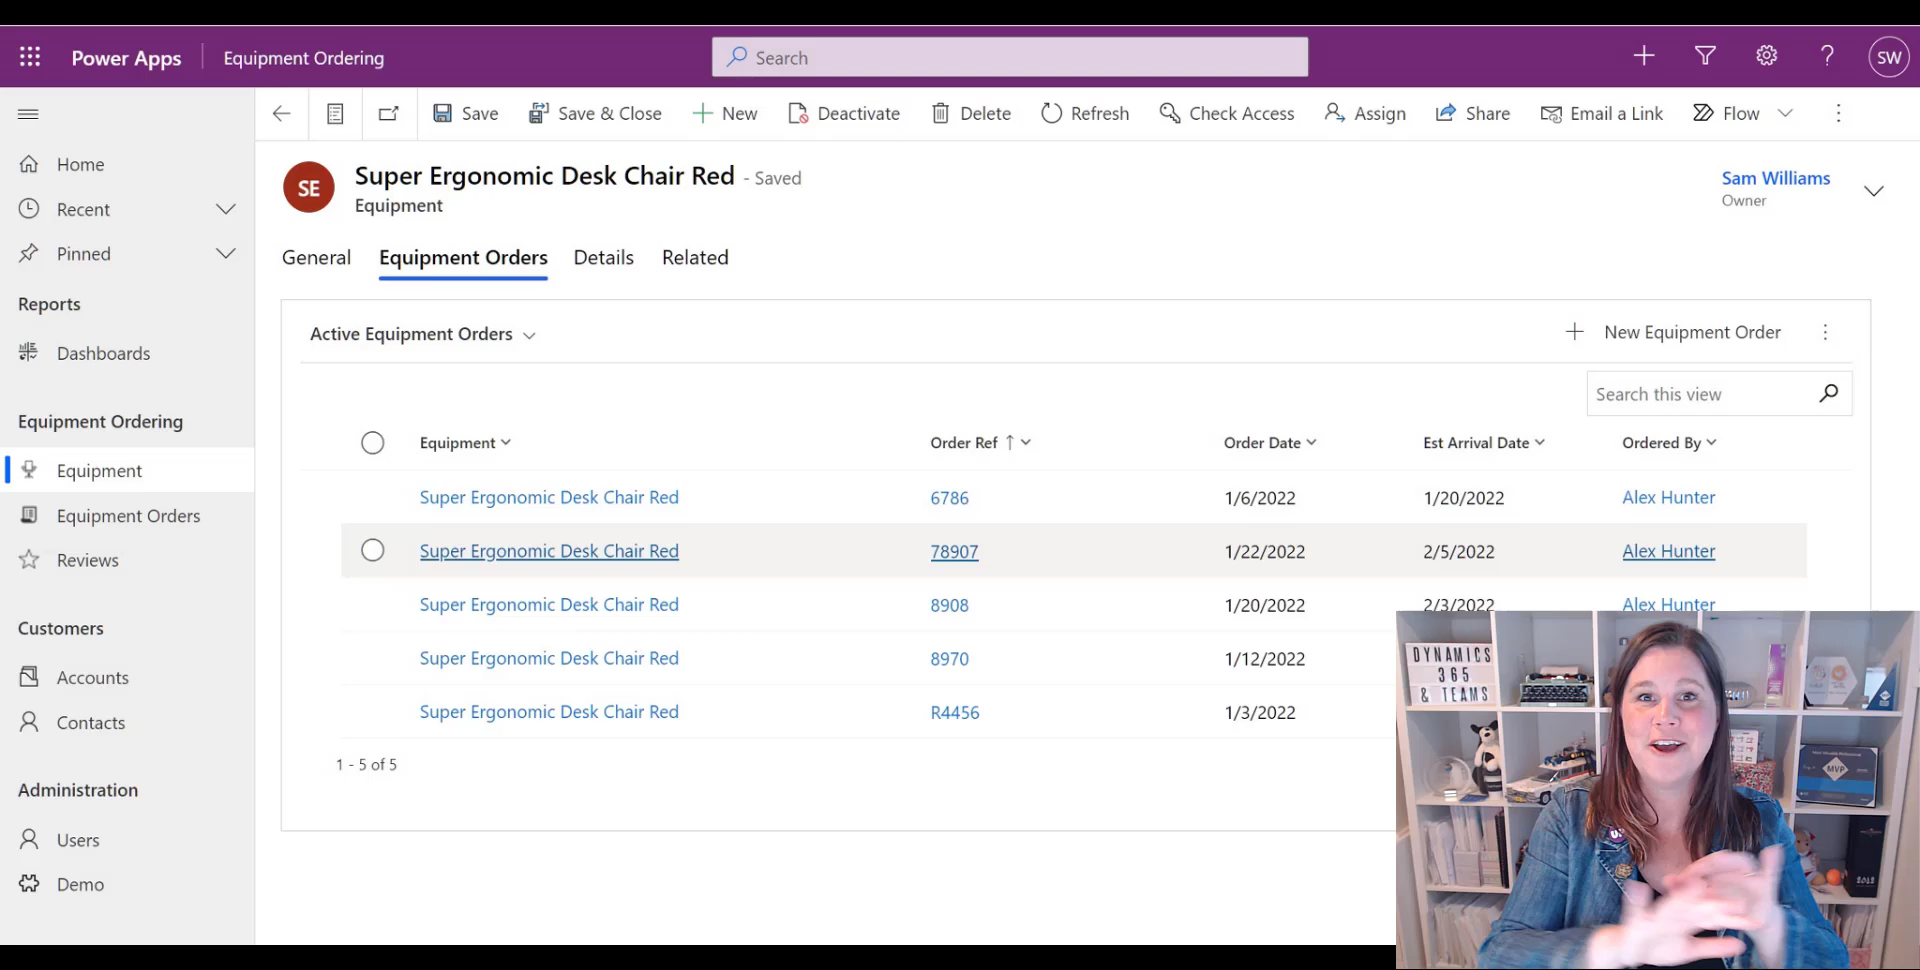 Power Apps
Equipment Ordering
Search
SW
Save
Save & Close
New
Deactivate
Delete
Refresh
Check Access
Assign
Share
Email a Link
Flow
Home
Recent
Pinned
Reports
Dashboards
Equipment Ordering
Equipment
Equipment Orders
Reviews
Customers
Accounts
Contacts
Administration
Users
Demo
SE
Super Ergonomic Desk Chair Red - Saved
Equipment
Sam Williams
Owner
General
Equipment Orders
Details
Related
Active Equipment Orders
New Equipment Order
Search this view
Equipment Order Ref Order Date Est Arrival Date Ordered By
Super Ergonomic Desk Chair Red 6786 1/6/2022 1/20/2022 Alex Hunter
Super Ergonomic Desk Chair Red 78907 1/22/2022 2/5/2022 Alex Hunter
Super Ergonomic Desk Chair Red 8908 1/20/2022 2/3/2022 Alex Hunter
Super Ergonomic Desk Chair Red 8970 1/12/2022
Super Ergonomic Desk Chair Red R4456 1/3/2022
1 - 5 of 5
DYNAMICS
365
& TEAMS
MVP